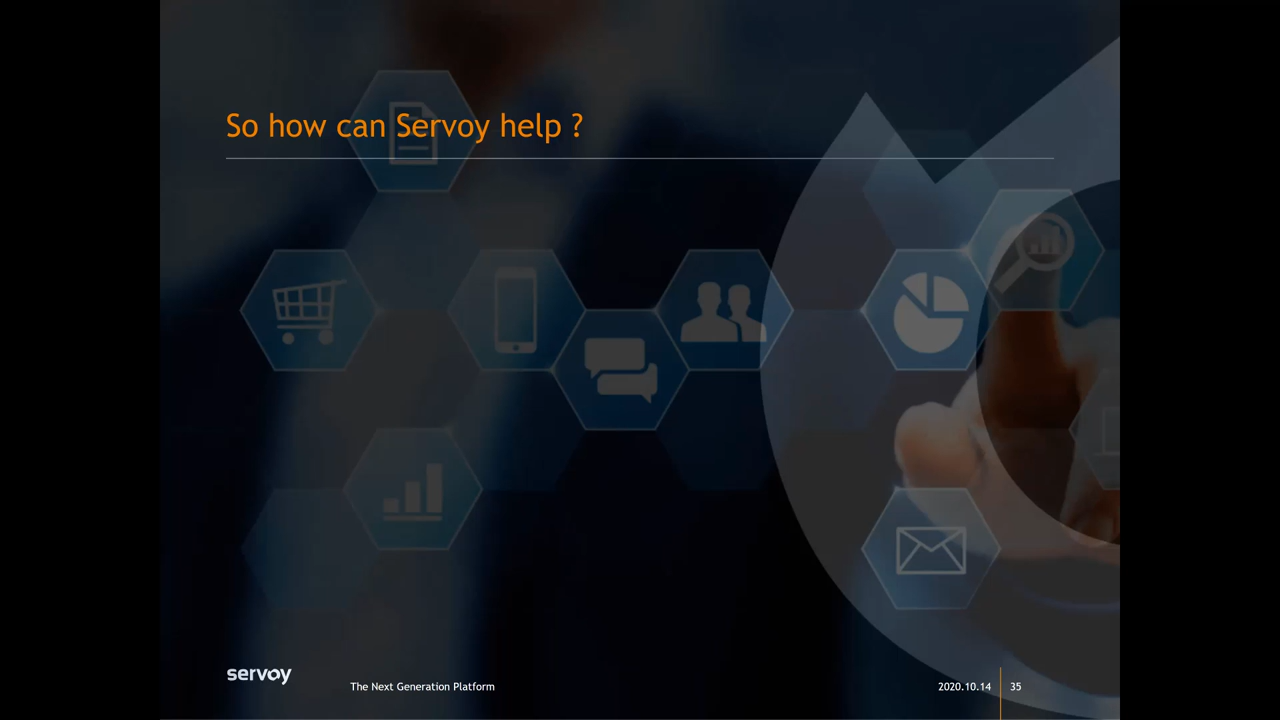 So how can Servoy help ?
servoy
The Next Generation Platform
2020.10.14
35